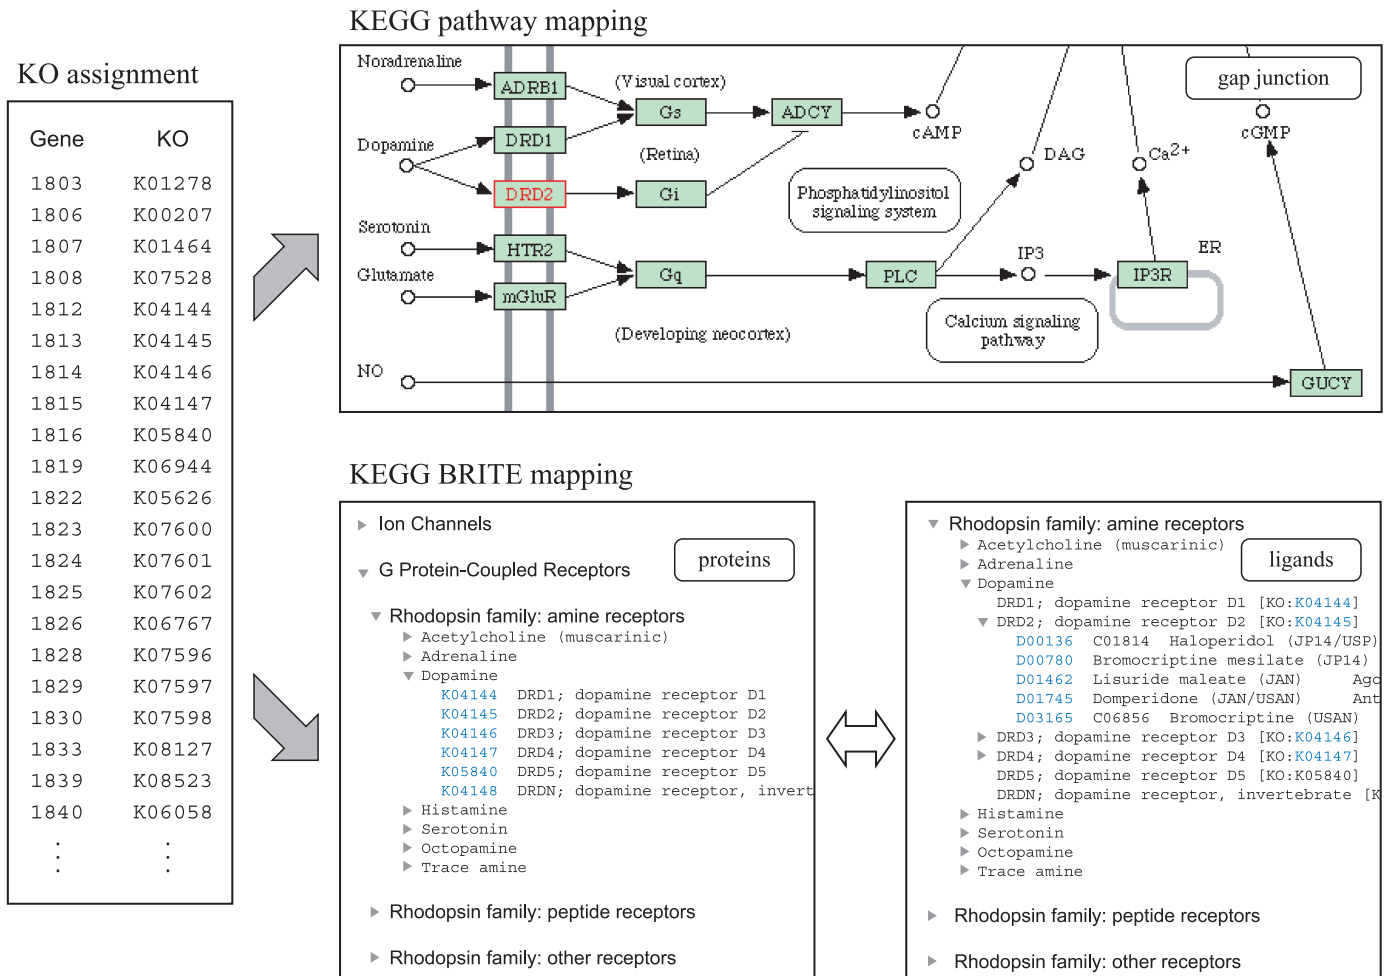 KEGG pathway mapping
KO assignment
Gene KO
1803 K01278
1806 K00207
1807 K01464
1808 K07528
1812 K04144
1813 K04145
1814 K04146
1815 K04147
1816 K05840
1819 K06944
1822 K05626
1823 K07600
1824 K07601
1825 K07602
1826 K06767
1828 K07596
1829 K07597
1830 K07598
1833 K08127
1839 K08523
1840 K06058
Noradrenaline
ADRB1
(Visual cortex)
Gs
ADCY
cAMP
gap junction
cGMP
Dopamine
DRD1
(Retina)
DAG
Ca2+
DRD2
Gi
Phosphatidylinositol
signaling system
Serotonin
HTR2
IP3
ER
Glutamate
Gq
PLC
IP3R
mGluR
(Developing neocortex)
Calcium signaling
pathway
NO
GUCY
KEGG BRITE mapping
Ion Channels
proteins
G Protein-Coupled Receptors
Rhodopsin family: amine receptors
Acetylcholine (muscarinic)
Adrenaline
Dopamine
K04144 DRD1; dopamine receptor D1
K04145 DRD2; dopamine receptor D2
K04146 DRD3; dopamine receptor D3
K04147 DRD4; dopamine receptor D4
K05840 DRD5; dopamine receptor D5
K04148 DRDN; dopamine receptor, invert
Histamine
Serotonin
Octopamine
Trace amine
Rhodopsin family: peptide receptors
Rhodopsin family: other receptors
Rhodopsin family: amine receptors
ligands
Acetylcholine (muscarinic)
Adrenaline
Dopamine
DRD1; dopamine receptor D1 [KO:K04144]
DRD2; dopamine receptor D2 [KO:K04145]
D00136 C01814 Haloperidol (JP14/USP)
D00780 Bromocriptine mesilate (JP14)
D01462 Lisuride maleate (JAN) Ago
D01745 Domperidone (JAN/USAN) Ant
D03165 C06856 Bromocriptine (USAN)
DRD3; dopamine receptor D3 [KO:K04146]
DRD4; dopamine receptor D4 [KO:K04147]
DRD5; dopamine receptor D5 [KO:K05840]
DRDN; dopamine receptor, invertebrate [K
Histamine
Serotonin
Octopamine
Trace amine
Rhodopsin family: peptide receptors
Rhodopsin family: other receptors